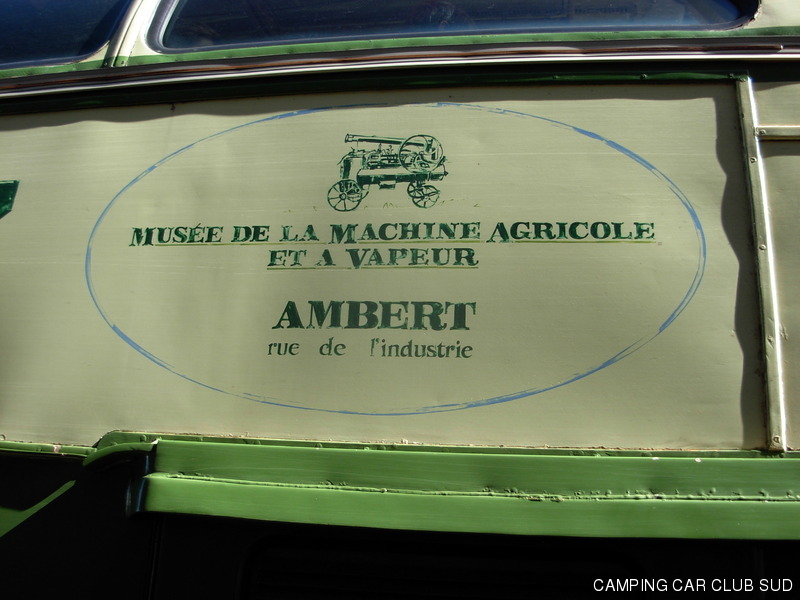 MUSÉE DE LA MACHINE AGRICOLE
ET A VAPEUR
AMBERT
rue de l'industrie
CAMPING CAR CLUB SUD